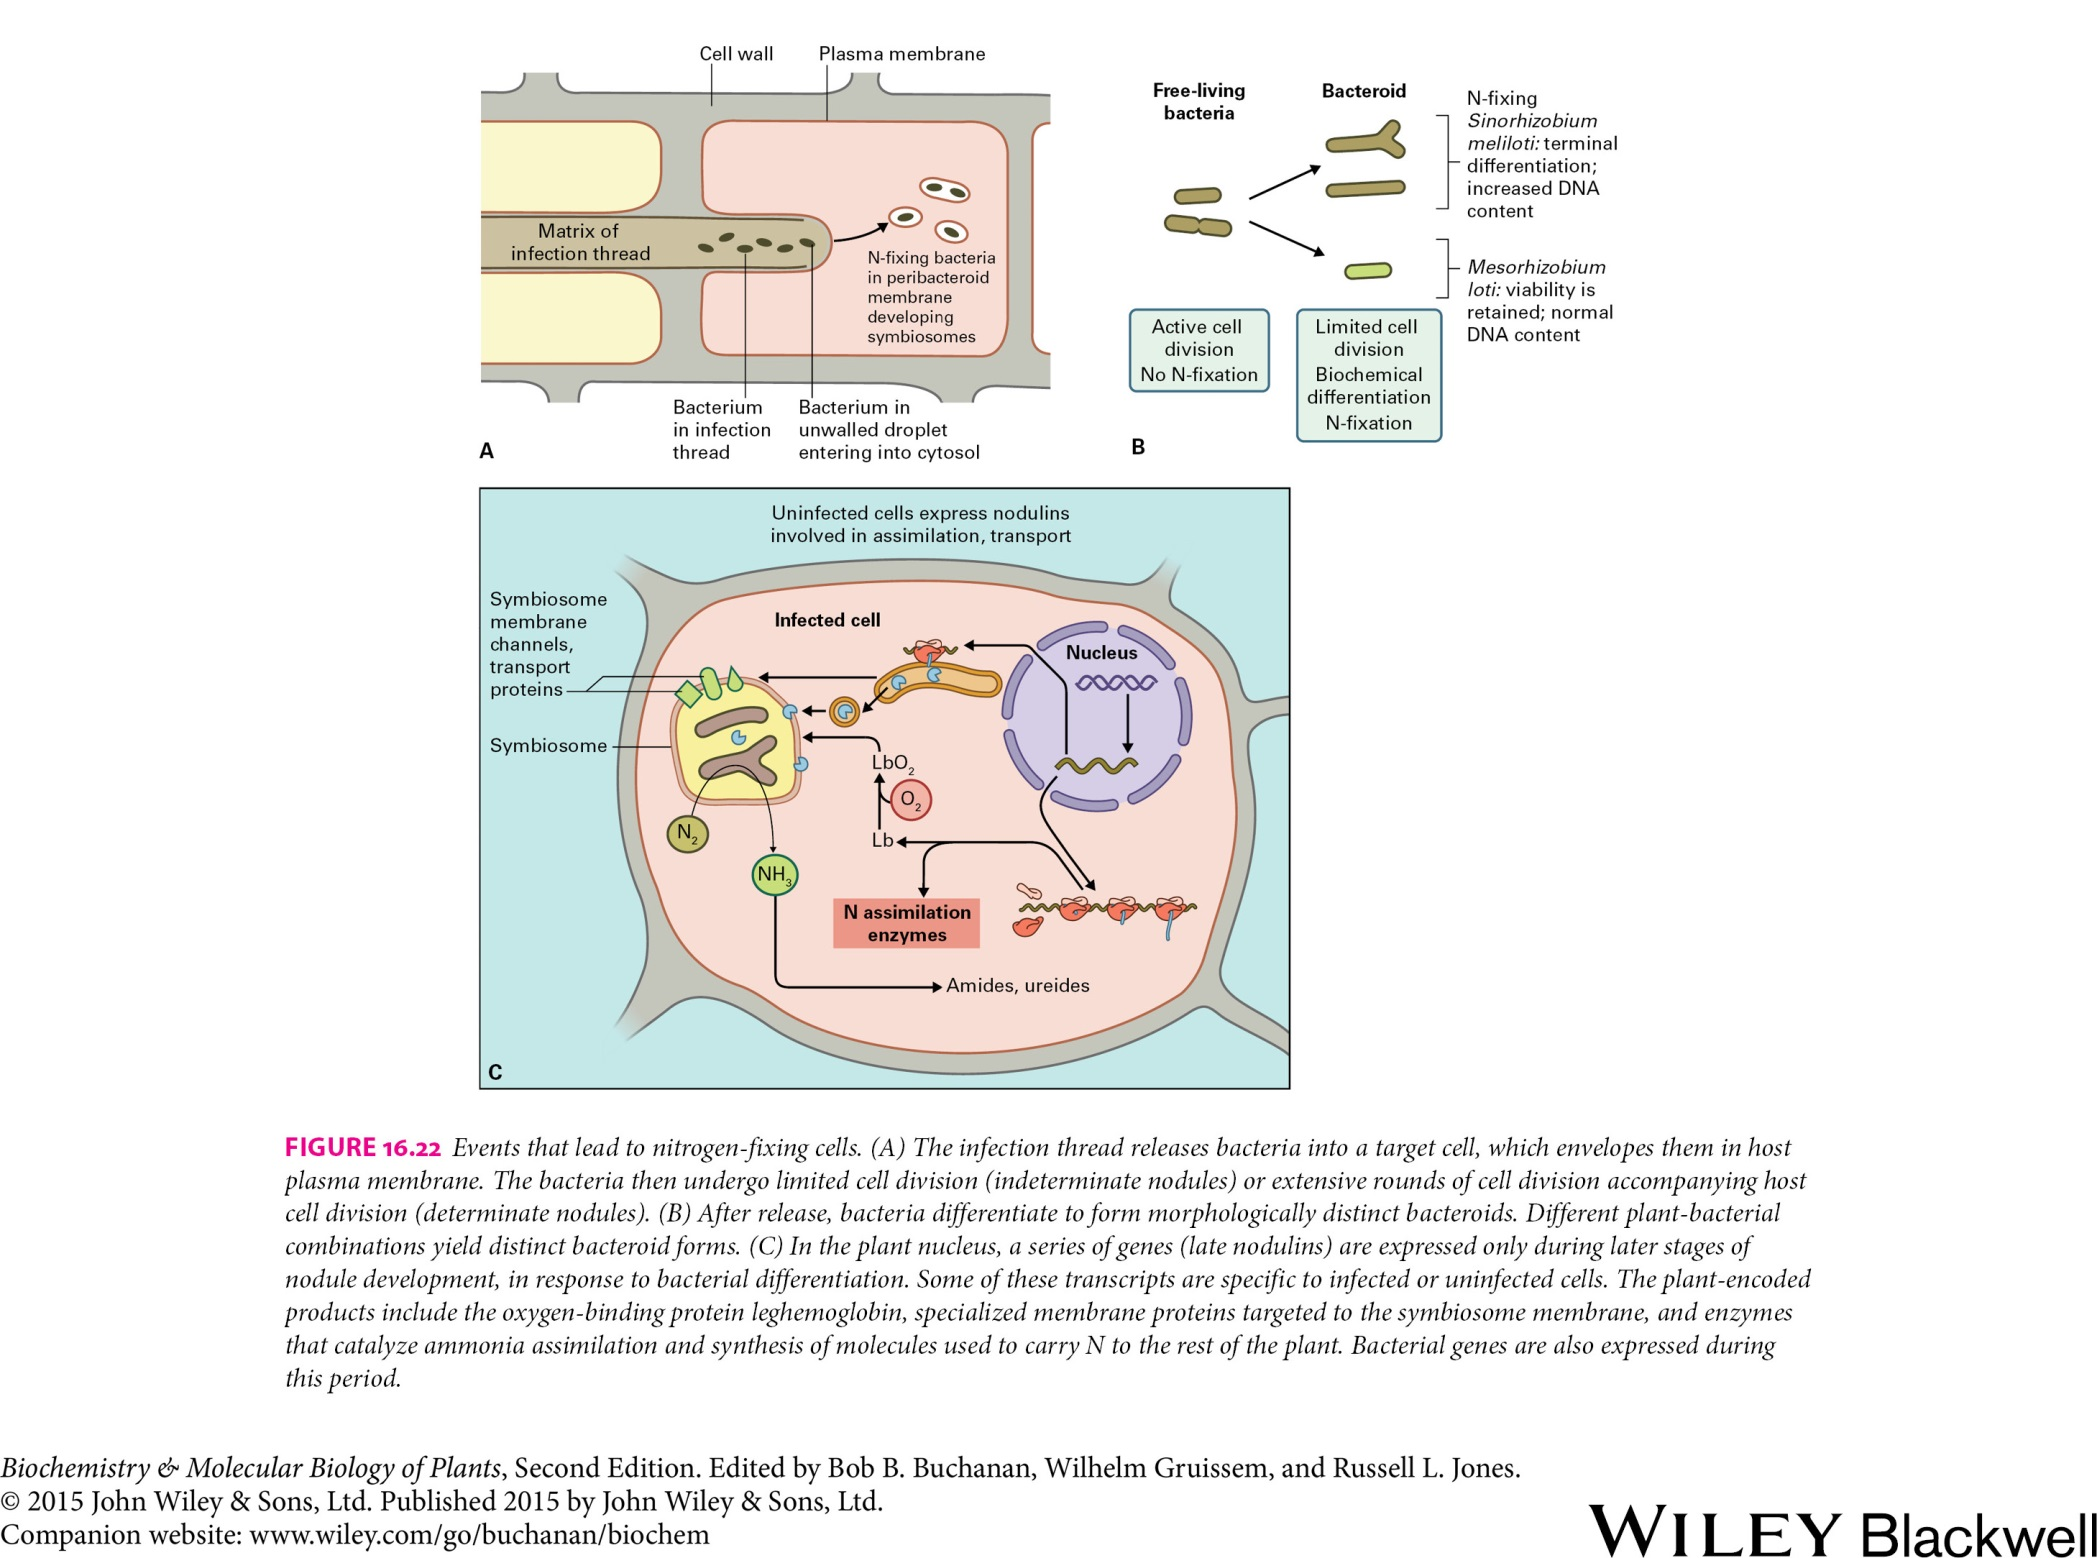 Cell wall
Plasma membrane
Matrix of
infection thread
N-fixing bacteria
in peribacteroid
membrane
developing
symbiosomes
Bacterium
in infection
thread
Bacterium in
unwalled droplet
entering into cytosol
A
Free-living
bacteria
Bacteroid
N-fixing
Sinorhizobium
meliloti: terminal
differentiation;
increased DNA
content
Mesorhizobium
loti: viability is
retained; normal
DNA content
Active cell
division
No N-fixation
Limited cell
division
Biochemical
differentiation
N-fixation
B
Uninfected cells express nodulins
involved in assimilation, transport
Symbiosome
membrane
channels,
transport
proteins
Infected cell
Nucleus
Symbiosome
LbO₂
O₂
N₂
Lb
NH₃
N assimilation
enzymes
Amides, ureides
C
FIGURE 16.22 Events that lead to nitrogen-fixing cells. (A) The infection thread releases bacteria into a target cell, which envelopes them in host
plasma membrane. The bacteria then undergo limited cell division (indeterminate nodules) or extensive rounds of cell division accompanying host
cell division (determinate nodules). (B) After release, bacteria differentiate to form morphologically distinct bacteroids. Different plant-bacterial
combinations yield distinct bacteroid forms. (C) In the plant nucleus, a series of genes (late nodulins) are expressed only during later stages of
nodule development, in response to bacterial differentiation. Some of these transcripts are specific to infected or uninfected cells. The plant-encoded
products include the oxygen-binding protein leghemoglobin, specialized membrane proteins targeted to the symbiosome membrane, and enzymes
that catalyze ammonia assimilation and synthesis of molecules used to carry N to the rest of the plant. Bacterial genes are also expressed during
this period.
Biochemistry & Molecular Biology of Plants, Second Edition. Edited by Bob B. Buchanan, Wilhelm Gruissem, and Russell L. Jones.
© 2015 John Wiley & Sons, Ltd. Published 2015 by John Wiley & Sons, Ltd.
Companion website: www.wiley.com/go/buchanan/biochem
WILEY Blackwell